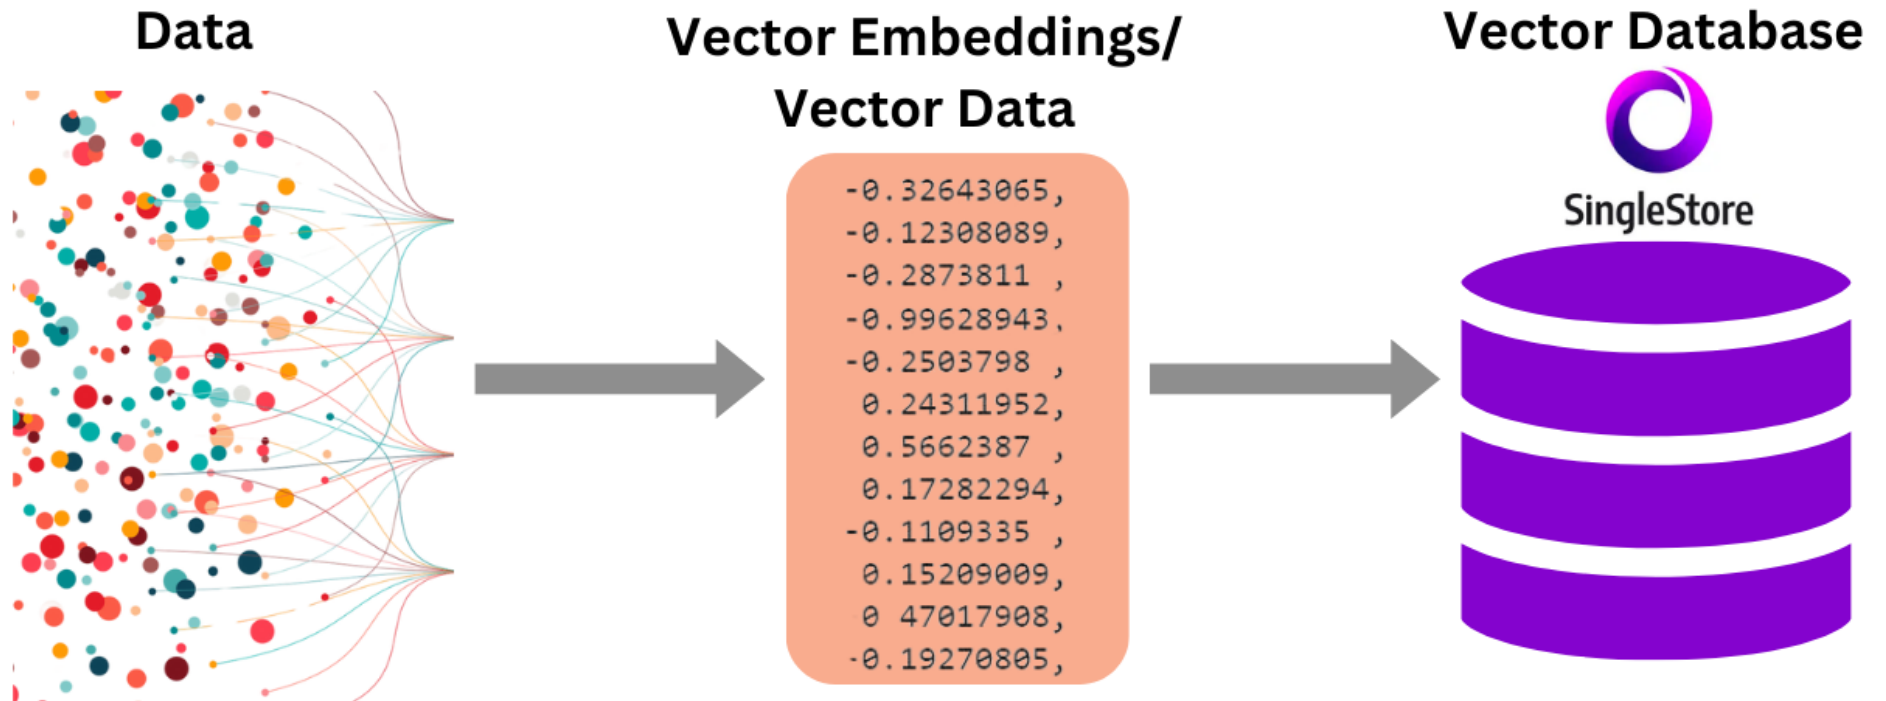 Data
Vector Embeddings/
Vector Data
Vector Database
SingleStore
-0.32643065,
-0.12308089,
-0.2873811 ,
-0.99628943,
-0.2503798 ,
0.24311952,
0.5662387 ,
0.17282294,
-0.1109335 ,
0.15209009,
0 47017908,
-0.19270805,